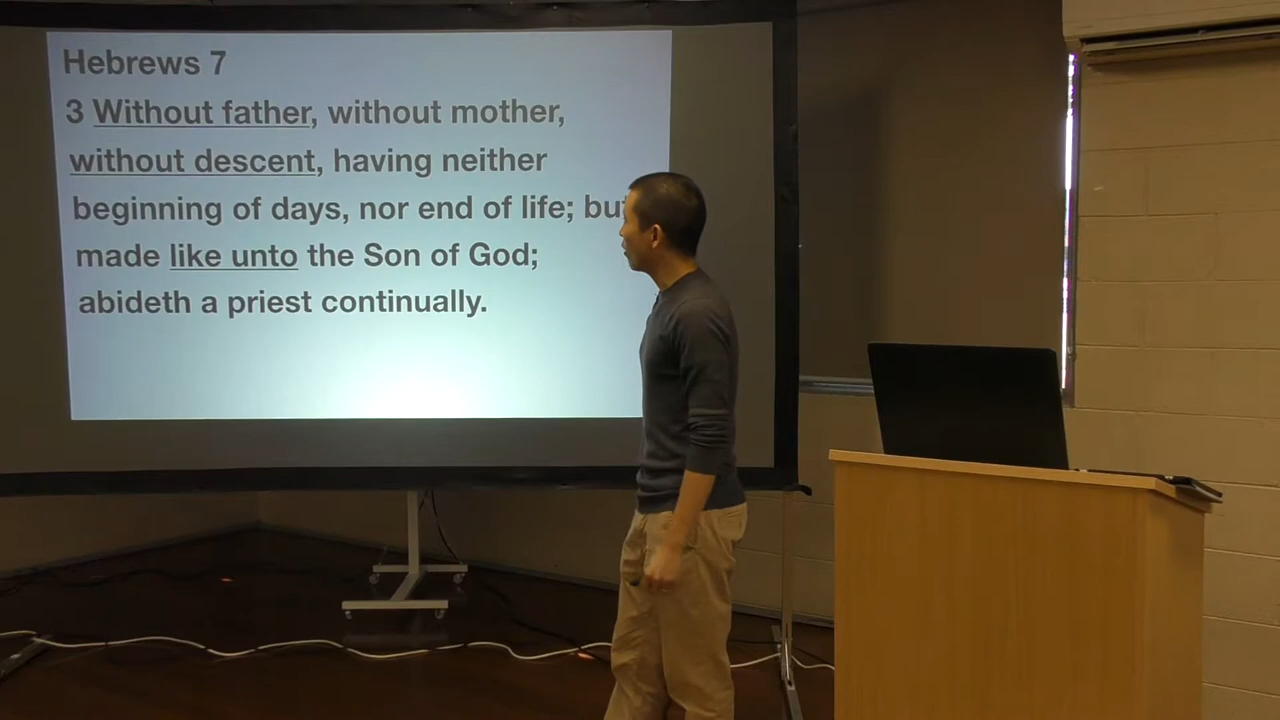 Hebrews 7
3 Without father, without mother,
without descent, having neither
beginning of days, nor end of life; but
made like unto the Son of God;
abideth a priest continually.